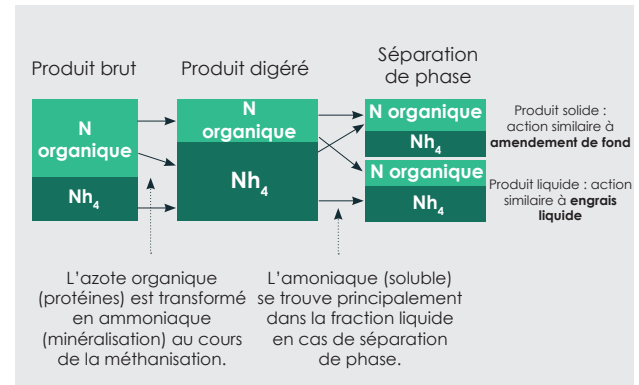 Produit brut
Produit digéré
Séparation
de phase
N
organique
Nh₄
N
organique
Nh₄
N organique
Nh₄
N organique
Nh₄
Produit solide :
action similaire à
amendement de fond
Produit liquide : action
similaire à engrais
liquide
L'azote organique
(protéines) est transformé
en ammoniaque
(minéralisation) au cours
de la méthanisation.
L'amoniaque (soluble)
se trouve principalement
dans la fraction liquide
en cas de séparation
de phase.